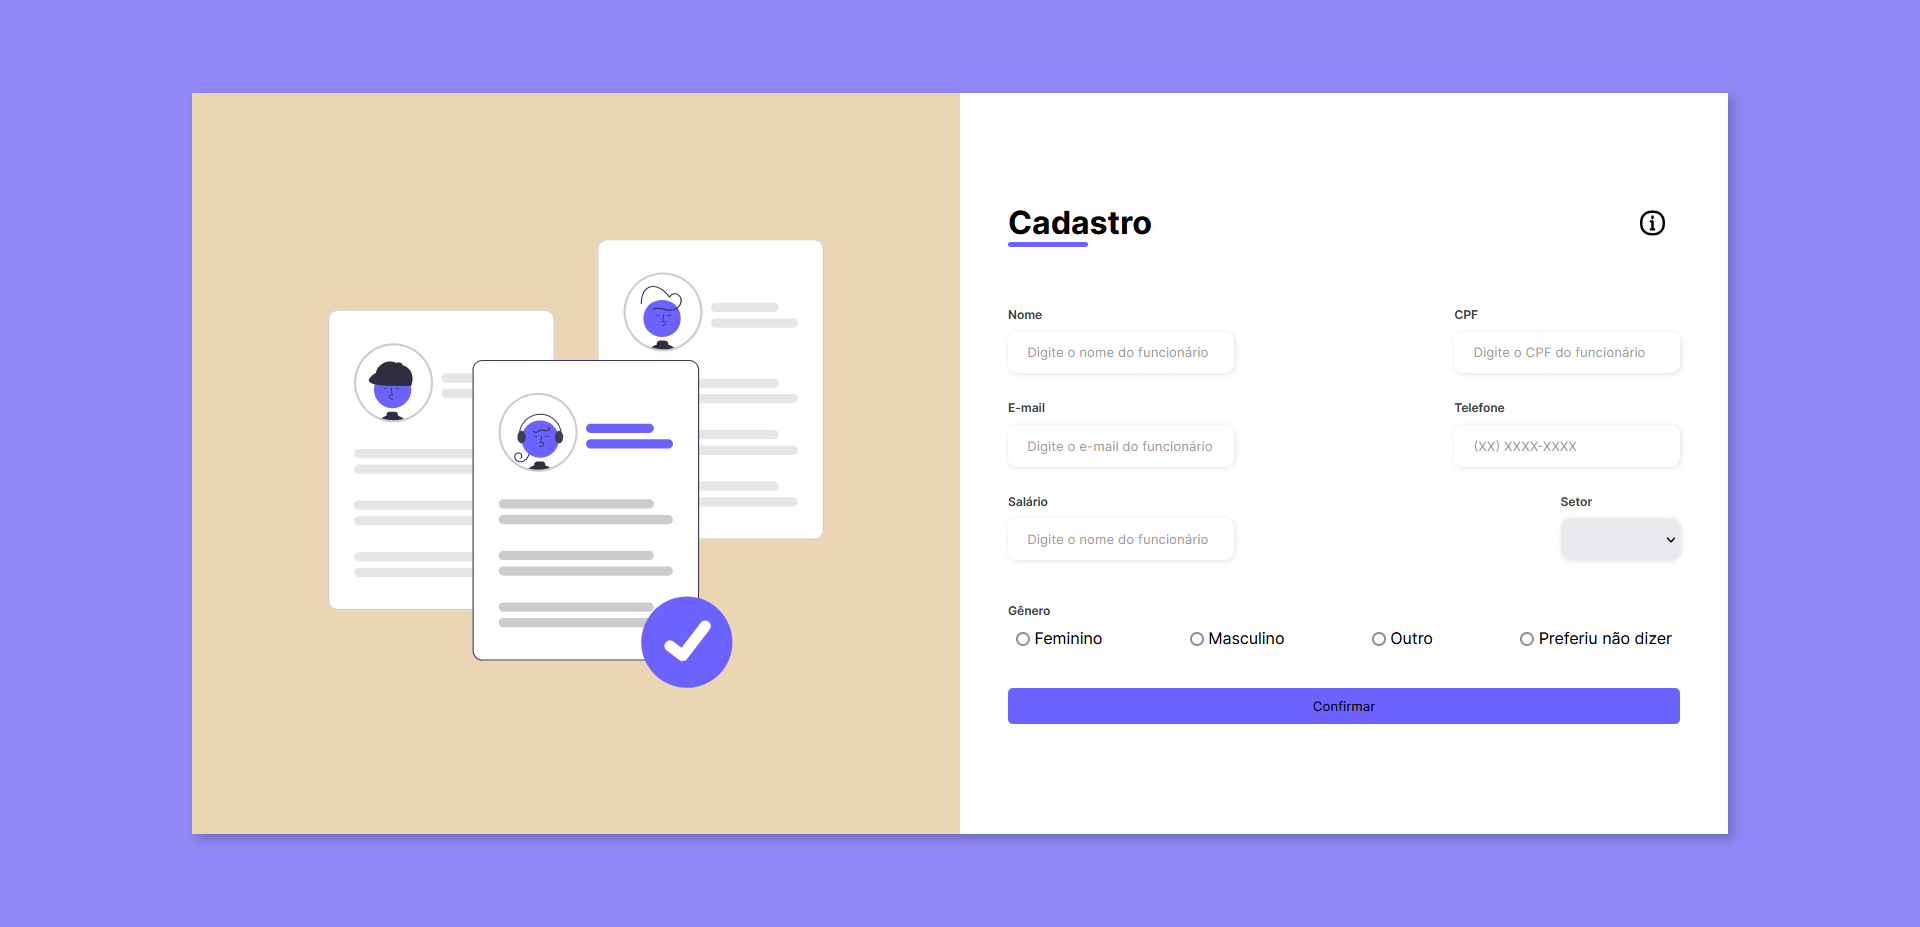 Cadastro
Nome
CPF
Digite o nome do funcionário
Digite o CPF do funcionário
E-mail
Telefone
Digite o e-mail do funcionário
(XX) XXXX-XXXX
Salário
Setor
Digite o nome do funcionário
Gênero
Feminino
Masculino
Outro
Preferiu não dizer
Confirmar